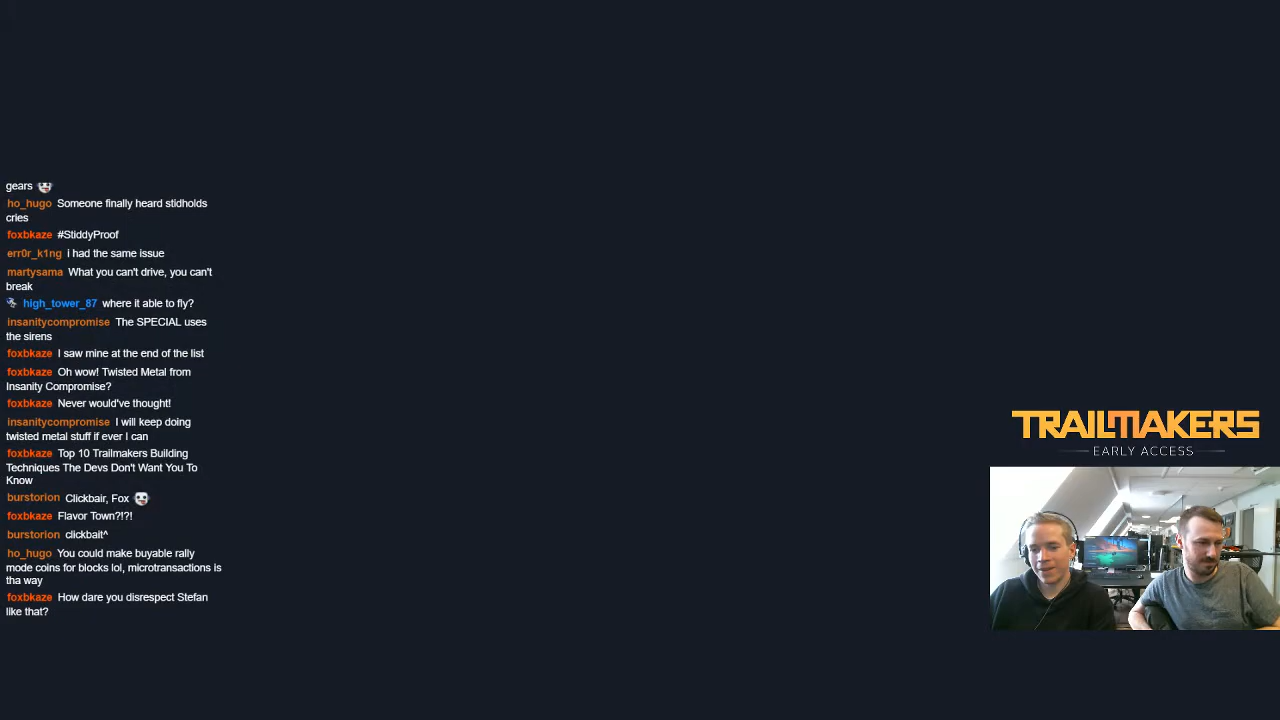 gears
ho_hugo Someone finally heard stidholds
cries
foxbkaze #StiddyProof
err0r_k1ng i had the same issue
martysama What you can't drive, you can't
break
high_tower_87 where it able to fly?
insanitycompromise The SPECIAL uses
the sirens
foxbkaze I saw mine at the end of the list
foxbkaze Oh wow! Twisted Metal from
Insanity Compromise?
foxbkaze Never would've thought!
insanitycompromise I will keep doing
twisted metal stuff if ever I can
foxbkaze Top 10 Trailmakers Building
Techniques The Devs Don't Want You To
Know
burstorion Clickbair, Fox
foxbkaze Flavor Town?!?!
burstorion clickbait^
ho_hugo You could make buyable rally
mode coins for blocks lol, microtransactions is
tha way
foxbkaze How dare you disrespect Stefan
like that?
TRAILMAKERS
EARLY ACCESS